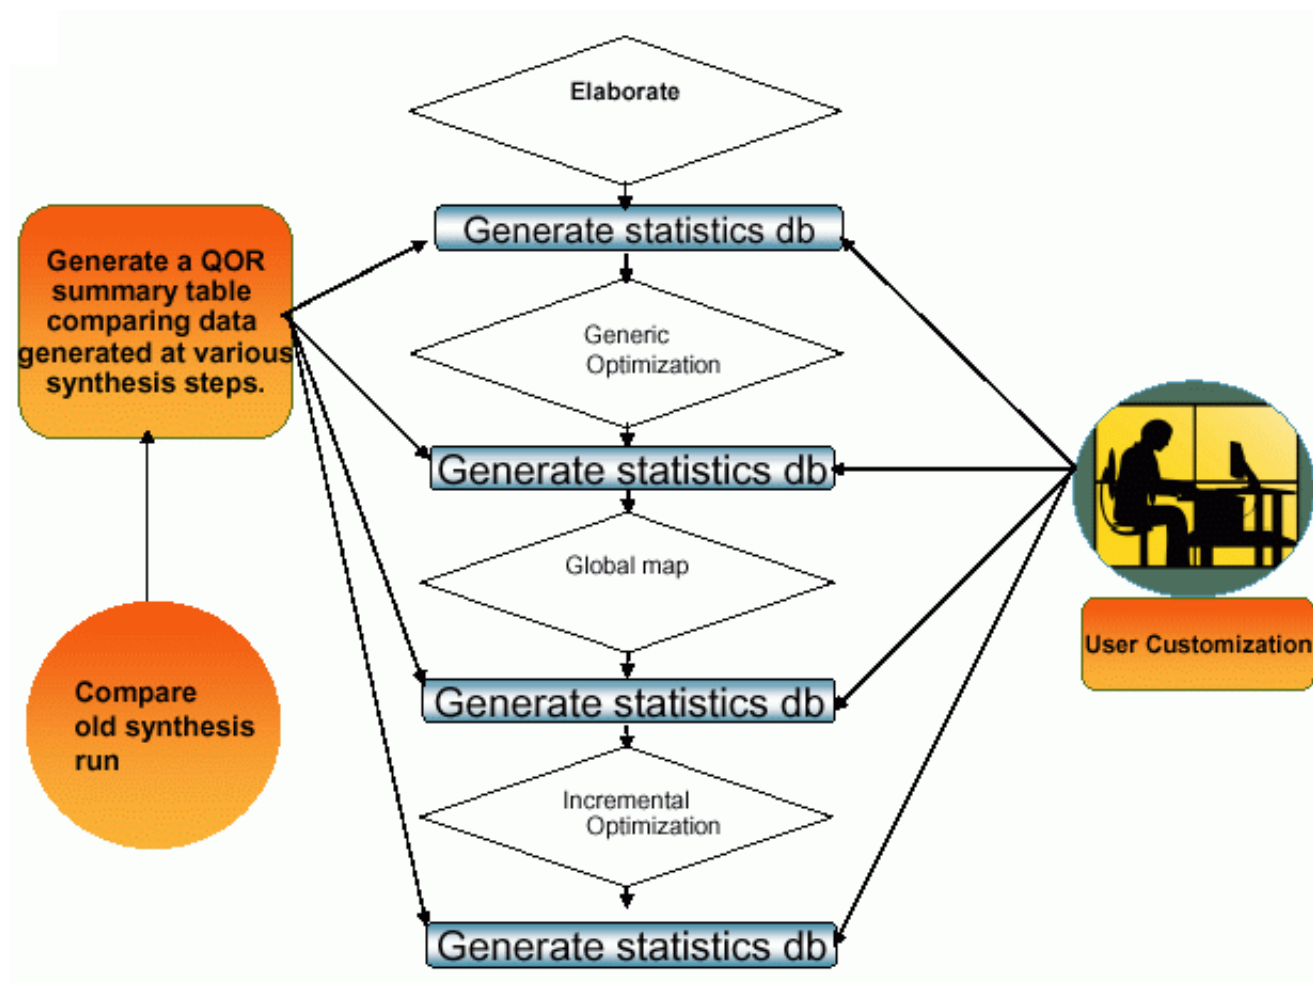 Elaborate
Generate statistics db
Generate a QOR
summary table
comparing data
generated at various
synthesis steps.
Generic
Optimization
Generate statistics db
Global map
User Customization
Generate statistics db
Compare
old synthesis
run
Incremental
Optimization
Generate statistics db